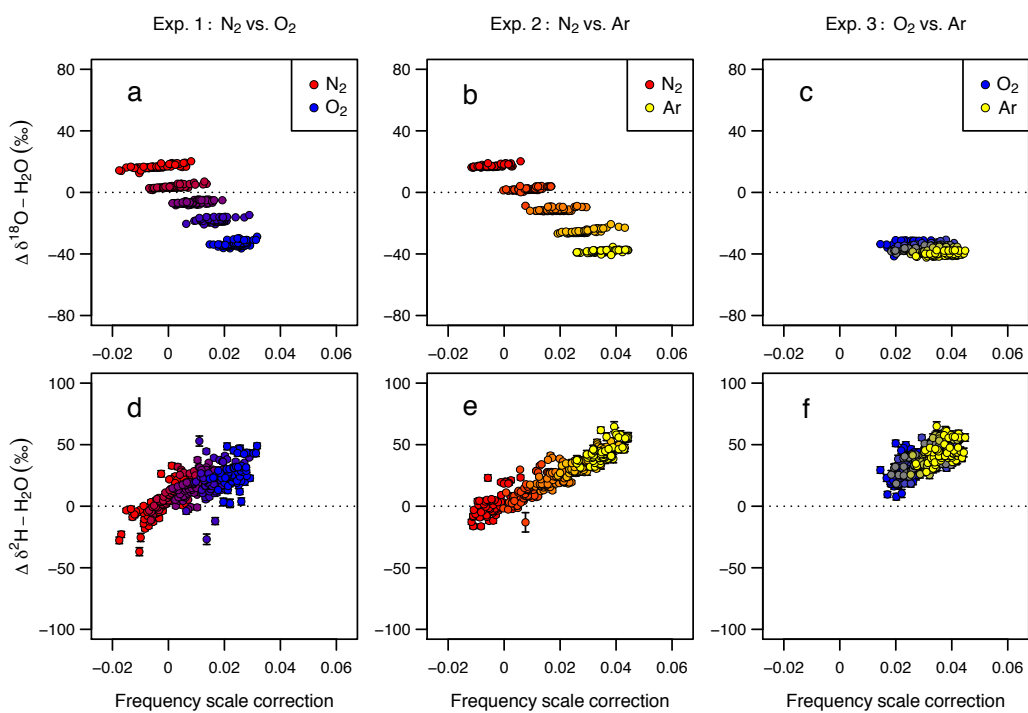 Exp. 1 : N₂ vs. O₂
Exp. 2 : N₂ vs. Ar
Exp. 3 : O₂ vs. Ar
Δ δ¹⁸O − H₂O (‰)
80
40
0
−40
−80
a
N₂
O₂
−0.02 0 0.02 0.04 0.06
80
40
0
−40
−80
b
N₂
Ar
−0.02 0 0.02 0.04 0.06
80
40
0
−40
−80
c
O₂
Ar
−0.02 0 0.02 0.04 0.06
Δ δ²H − H₂O (‰)
100
50
0
−50
−100
d
−0.02 0 0.02 0.04 0.06
Frequency scale correction
100
50
0
−50
−100
e
−0.02 0 0.02 0.04 0.06
Frequency scale correction
100
50
0
−50
−100
f
−0.02 0 0.02 0.04 0.06
Frequency scale correction